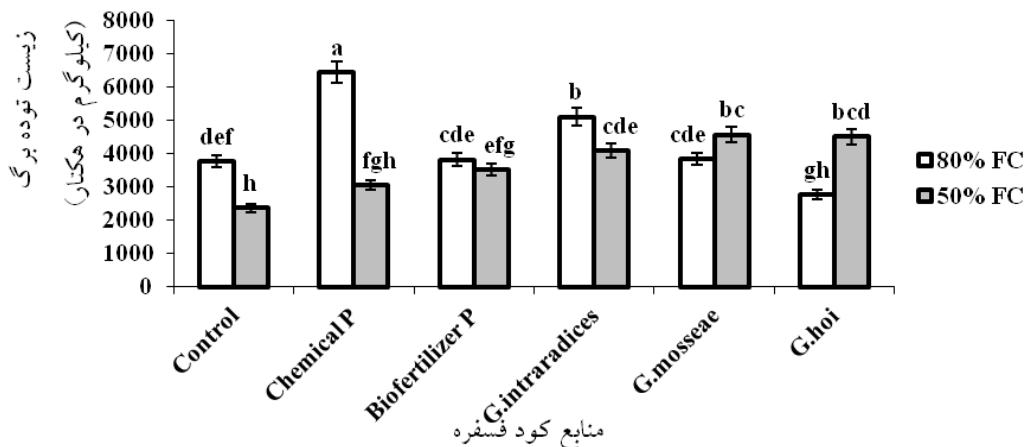 زیست توده برگ
(کیلوگرم در هکتار)
8000
7000
6000
5000
4000
3000
2000
1000
0
def
h
a
fgh
cde
efg
b
cde
cde
bc
gh
bcd
80% FC
50% FC
Control
Chemical P
Biofertilizer P
G.intraradices
G.mosseae
G.hoi
منابع کود فسفره